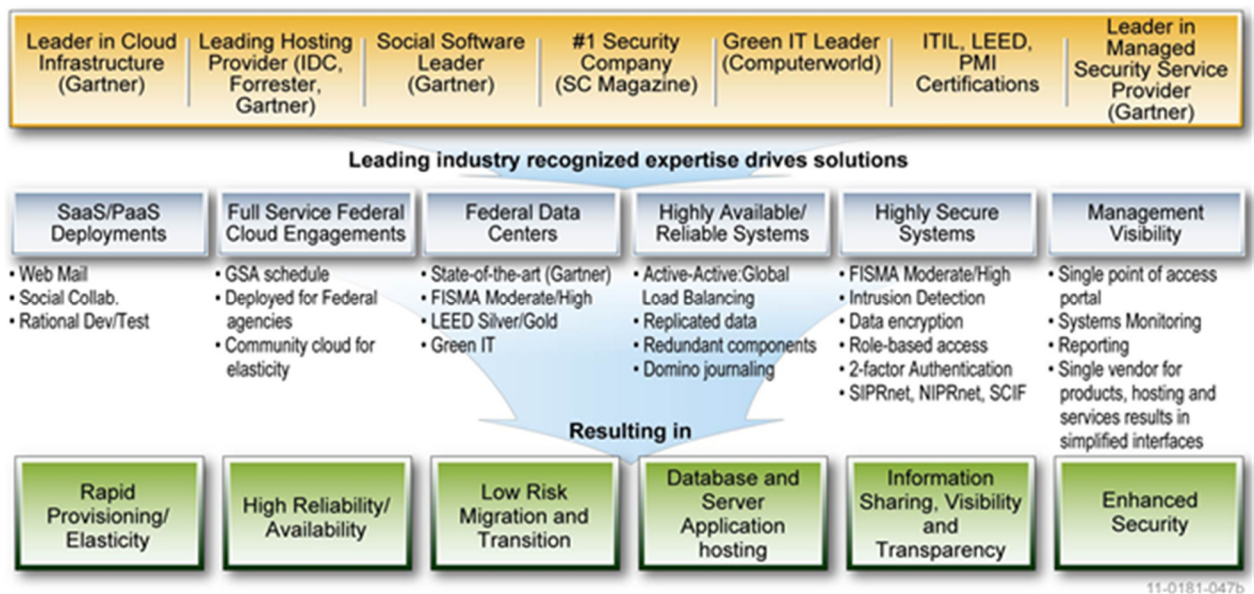 Leader in Cloud
Infrastructure
(Gartner)
Leading Hosting
Provider (IDC,
Forrester,
Gartner)
Social Software
Leader
(Gartner)
#1 Security
Company
(SC Magazine)
Green IT Leader
(Computerworld)
ITIL, LEED,
PMI
Certifications
Leader in
Managed
Security Service
Provider
(Gartner)
Leading industry recognized expertise drives solutions
SaaS/PaaS
Deployments
• Web Mail
• Social Collab.
• Rational Dev/Test
Full Service Federal
Cloud Engagements
• GSA schedule
• Deployed for Federal
agencies
• Community cloud for
elasticity
Federal Data
Centers
• State-of-the-art (Gartner)
• FISMA Moderate/High
• LEED Silver/Gold
• Green IT
Highly Available/
Reliable Systems
• Active-Active:Global
Load Balancing
• Replicated data
• Redundant components
• Domino journaling
Highly Secure
Systems
• FISMA Moderate/High
• Intrusion Detection
• Data encryption
• Role-based access
• 2-factor Authentication
• SIPRnet, NIPRnet, SCIF
Management
Visibility
• Single point of access
portal
• Systems Monitoring
• Reporting
• Single vendor for
products, hosting and
services results in
simplified interfaces
Resulting in
Rapid
Provisioning/
Elasticity
High Reliability/
Availability
Low Risk
Migration and
Transition
Database and
Server
Application
hosting
Information
Sharing, Visibility
and
Transparency
Enhanced
Security
11-0181-047b